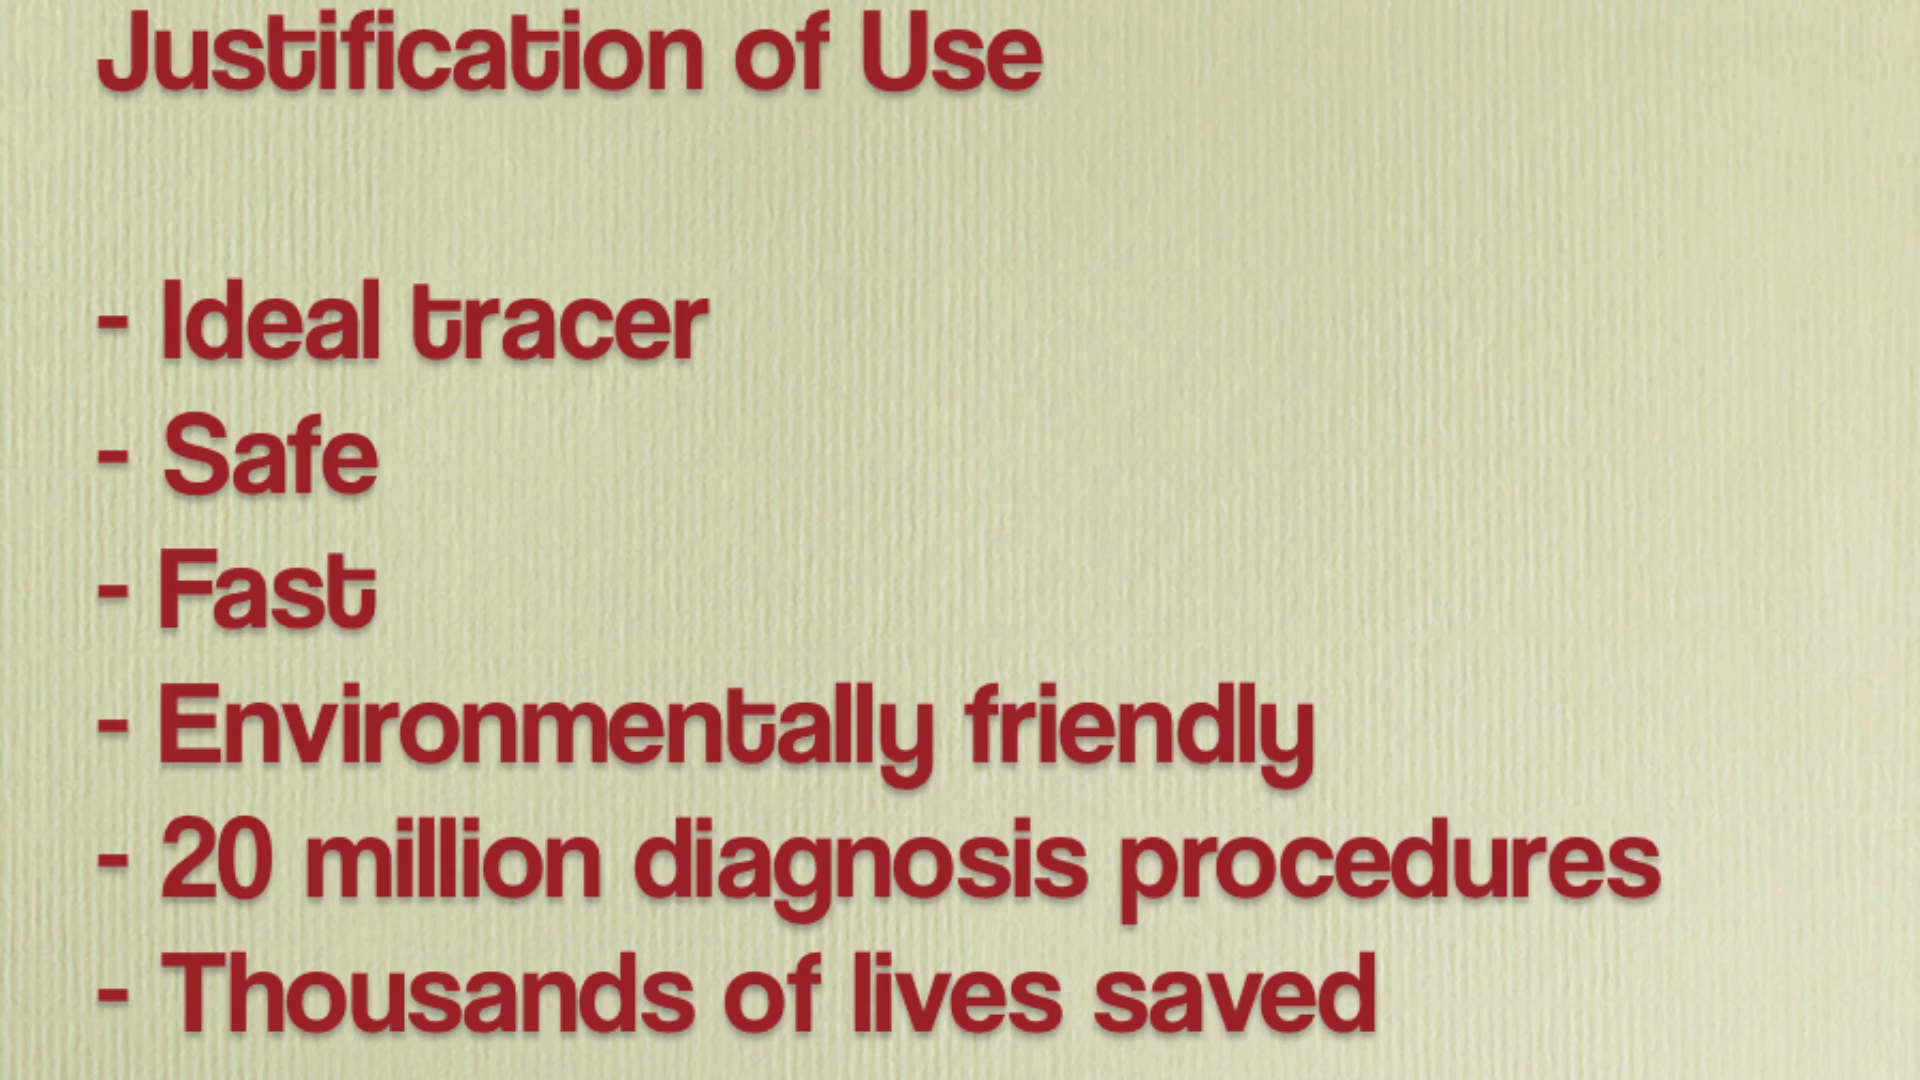 Justification of Use
- Ideal tracer
- Safe
- Fast
- Environmentally friendly
- 20 million diagnosis procedures
- Thousands of lives saved